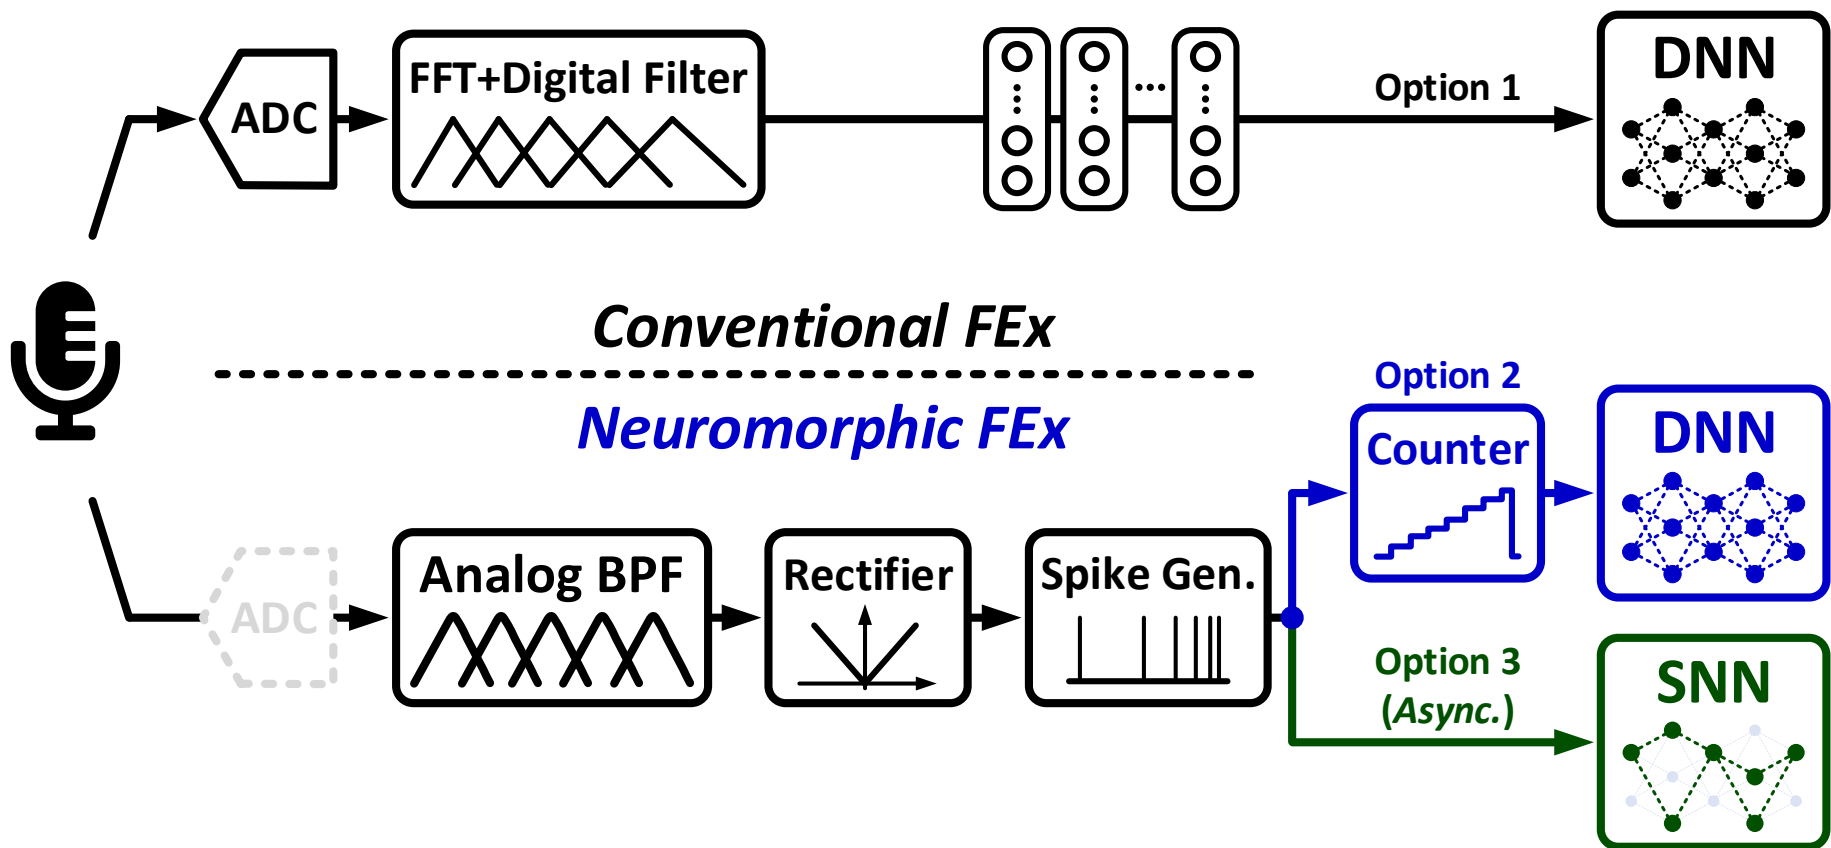 ADC
FFT+Digital Filter
Option 1
DNN
Conventional FEx
Neuromorphic FEx
Option 2
Counter
DNN
ADC
Analog BPF
Rectifier
Spike Gen.
Option 3
(Async.)
SNN